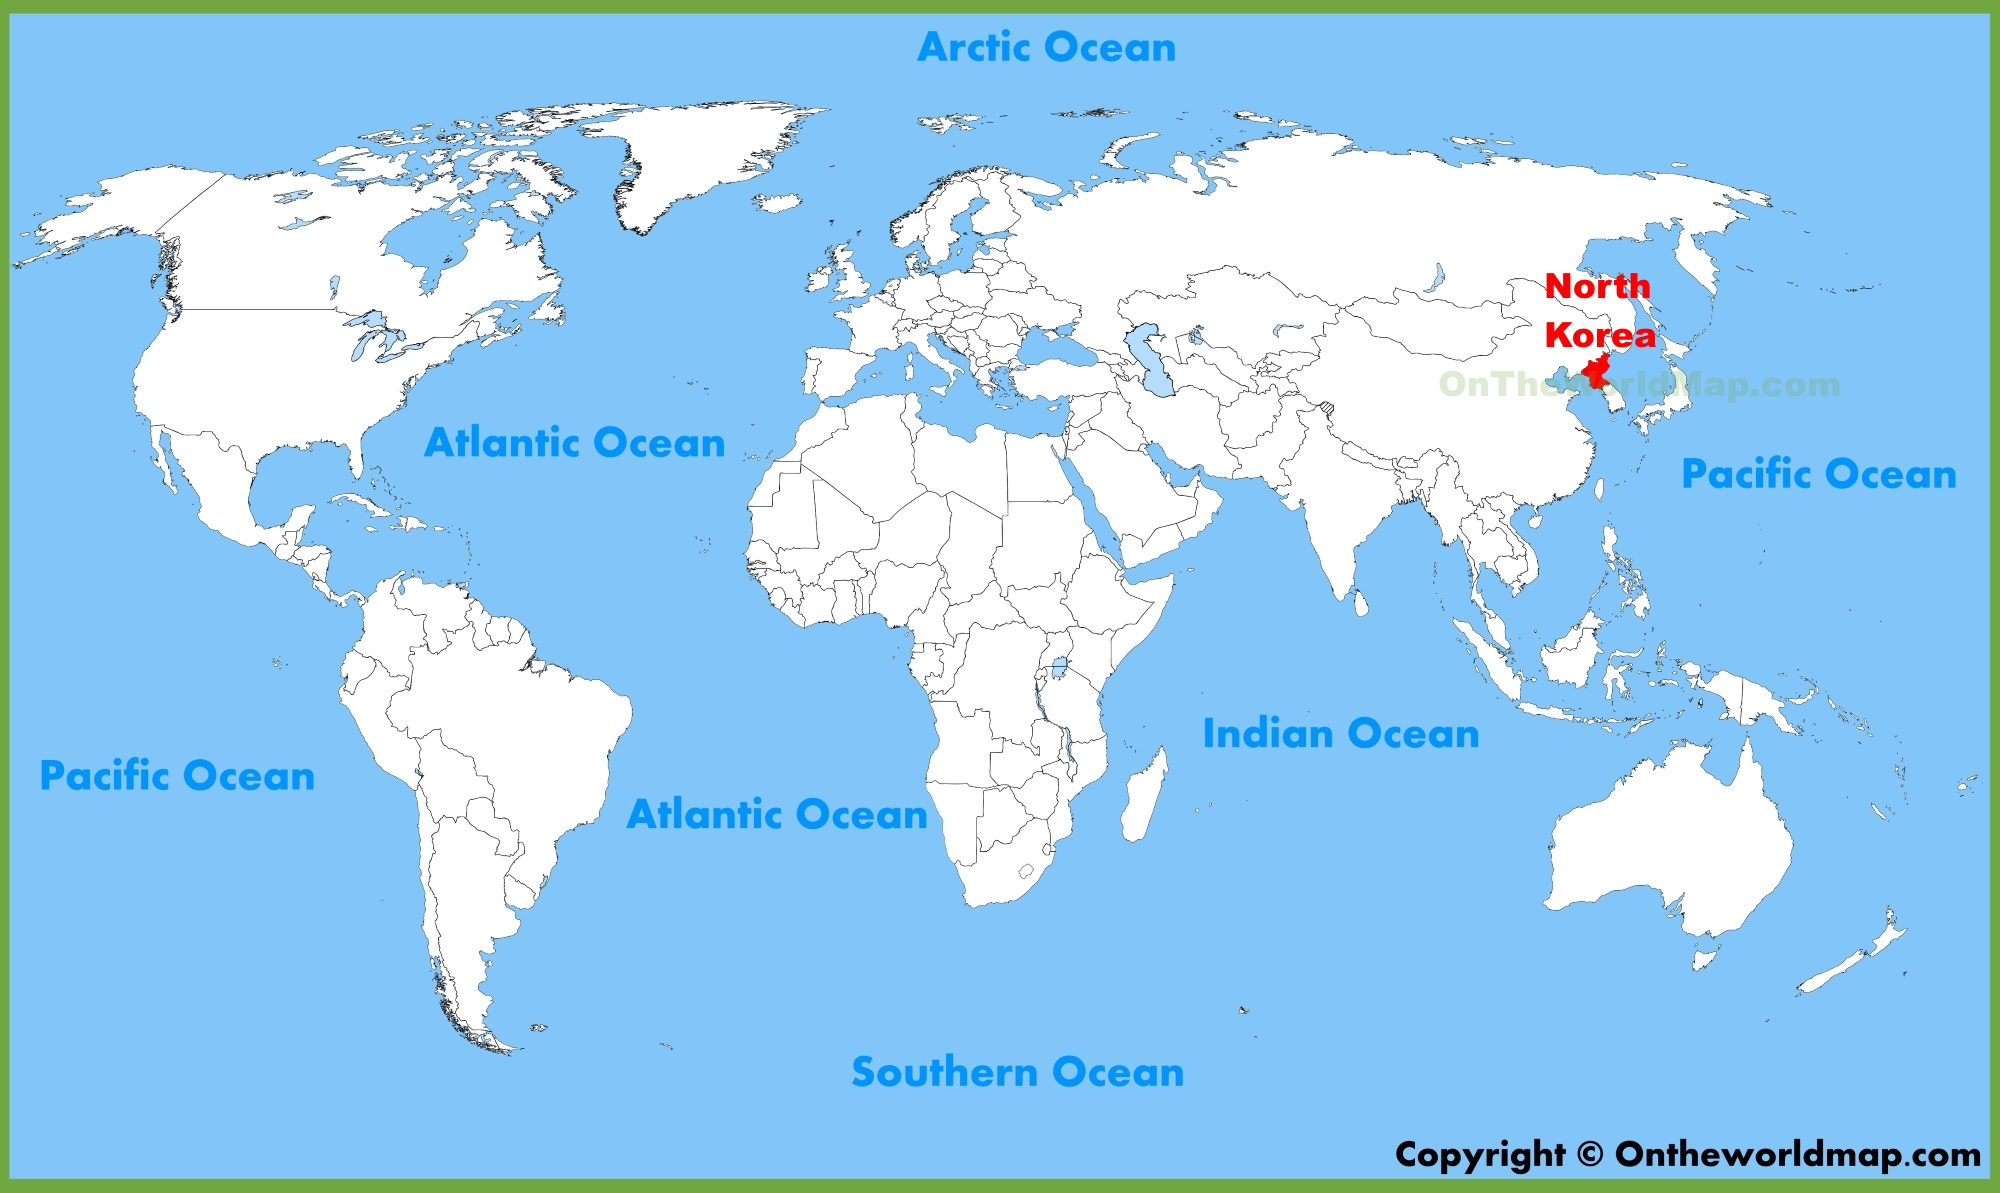 Arctic Ocean
North
Korea
OnTheWorldMap.com
Atlantic Ocean
Pacific Ocean
Indian Ocean
Pacific Ocean
Atlantic Ocean
Southern Ocean
Copyright © Ontheworldmap.com